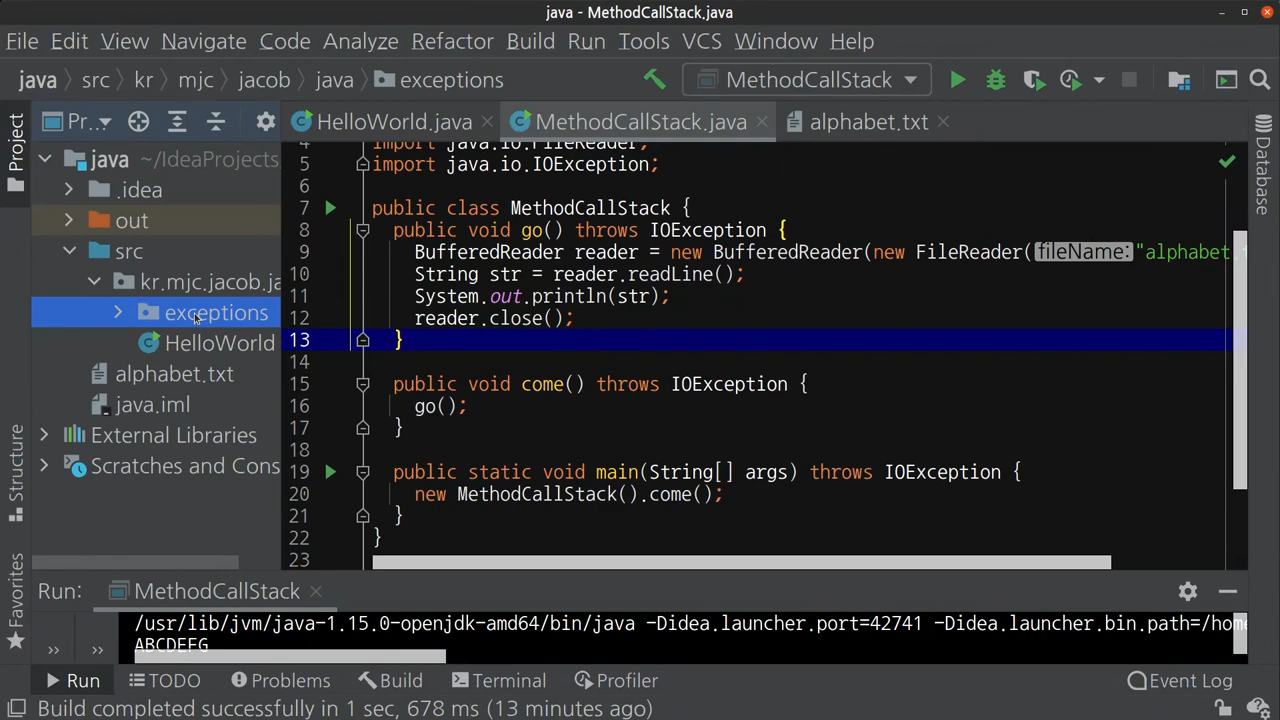 java - MethodCallStack.java
File Edit View Navigate Code Analyze Refactor Build Run Tools VCS Window Help
java src kr mjc jacob java exceptions MethodCallStack
Project
Pr... HelloWorld.java MethodCallStack.java alphabet.txt
java ~/IdeaProjects
.idea
out
src
kr.mjc.jacob.ja
exceptions
HelloWorld
alphabet.txt
java.iml
External Libraries
Scratches and Cons
Structure
Favorites
4 import java.io.FileReader;
5 import java.io.IOException;
6
7 public class MethodCallStack {
8 public void go() throws IOException {
9 BufferedReader reader = new BufferedReader(new FileReader( fileName: "alphabet.t
10 String str = reader.readLine();
11 System.out.println(str);
12 reader.close();
13 }
14
15 public void come() throws IOException {
16 go();
17 }
18
19 public static void main(String[] args) throws IOException {
20 new MethodCallStack().come();
21 }
22 }
23
Database
Run: MethodCallStack
/usr/lib/jvm/java-1.15.0-openjdk-amd64/bin/java -Didea.launcher.port=42741 -Didea.launcher.bin.path=/home
ABCDEFG
Run TODO Problems Build Terminal Profiler Event Log
Build completed successfully in 1 sec, 678 ms (13 minutes ago)